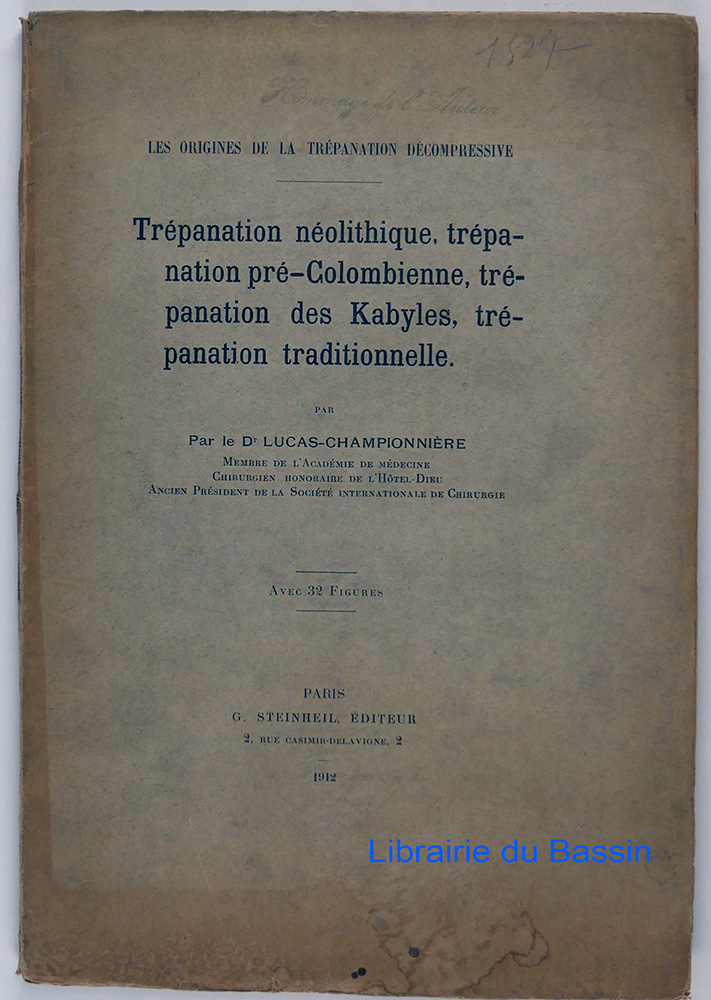 1527
Hommage de l'Auteur
LES ORIGINES DE LA TRÉPANATION DÉCOMPRESSIVE
Trépanation néolithique, trépa-
nation pré-Colombienne, tré-
panation des Kabyles, tré-
panation traditionnelle.
PAR
Par le Dr LUCAS-CHAMPIONNIÈRE
MEMBRE DE L'ACADÉMIE DE MÉDECINE
CHIRURGIEN HONORAIRE DE L'HÔTEL-DIEU
ANCIEN PRÉSIDENT DE LA SOCIÉTÉ INTERNATIONALE DE CHIRURGIE
AVEC 32 FIGURES
PARIS
G. STEINHEIL, ÉDITEUR
2, RUE CASIMIR-DELAVIGNE, 2
1912
Librairie du Bassin